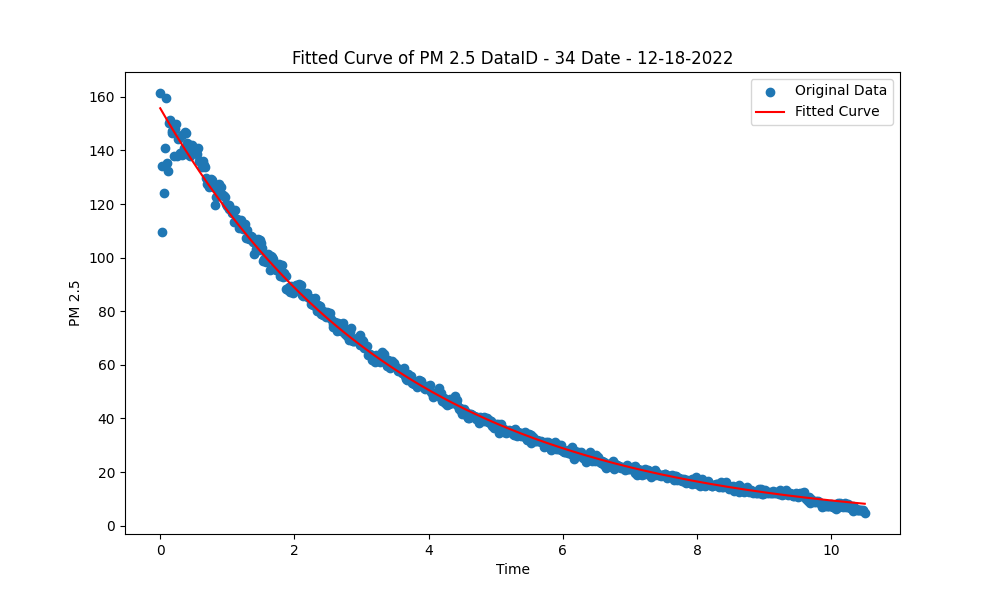 Fitted Curve of PM 2.5 DataID - 34 Date - 12-18-2022
Original Data
Fitted Curve
PM 2.5
160
140
120
100
80
60
40
20
0
0 2 4 6 8 10
Time